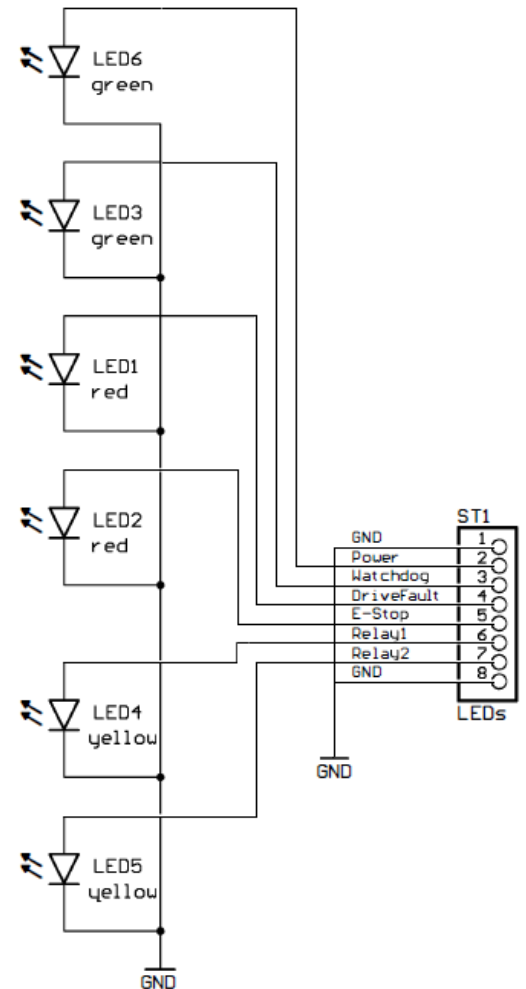 LED6
green
LED3
green
LED1
red
LED2
red
ST1
GND 1
Power 2
Watchdog 3
DriveFault 4
E-Stop 5
Relay1 6
Relay2 7
GND 8
LEDs
LED4
yellow
GND
LED5
yellow
GND